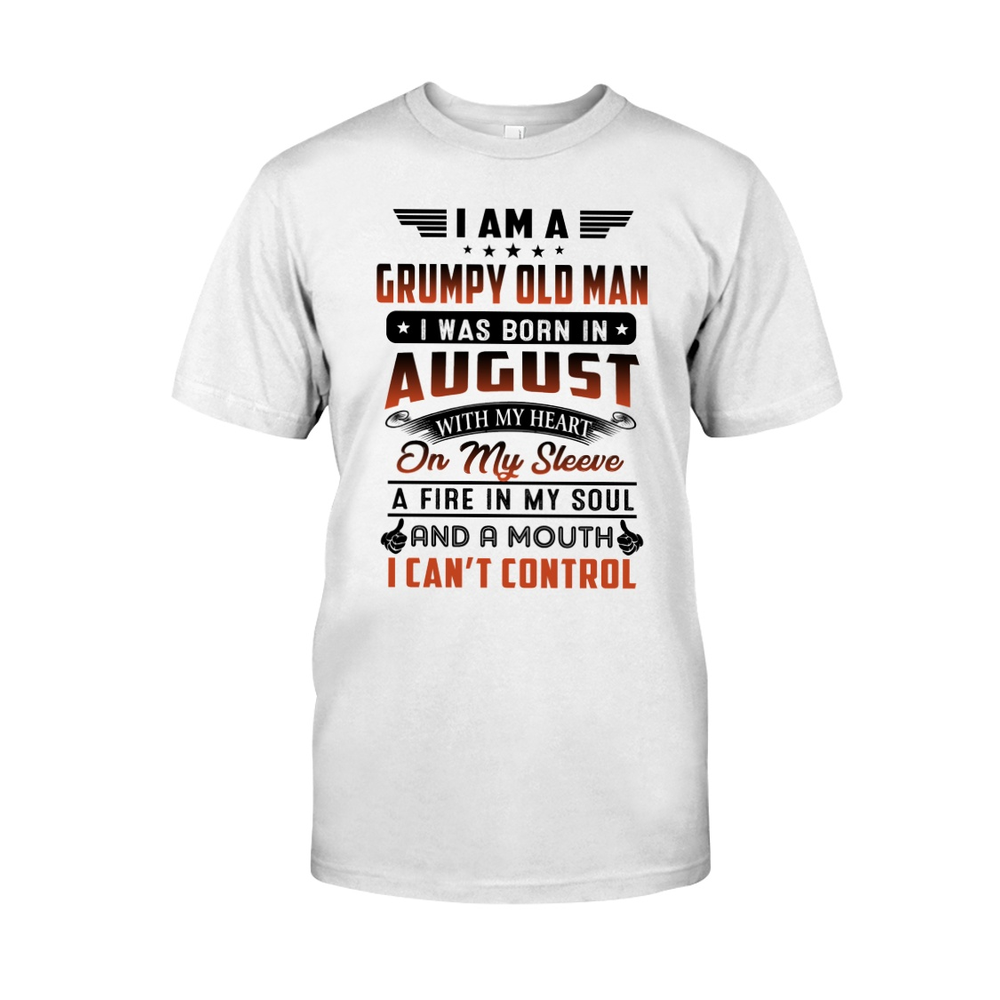 I AM A
GRUMPY OLD MAN
I WAS BORN IN
AUGUST
WITH MY HEART
On My Sleeve
A FIRE IN MY SOUL
AND A MOUTH
I CAN'T CONTROL